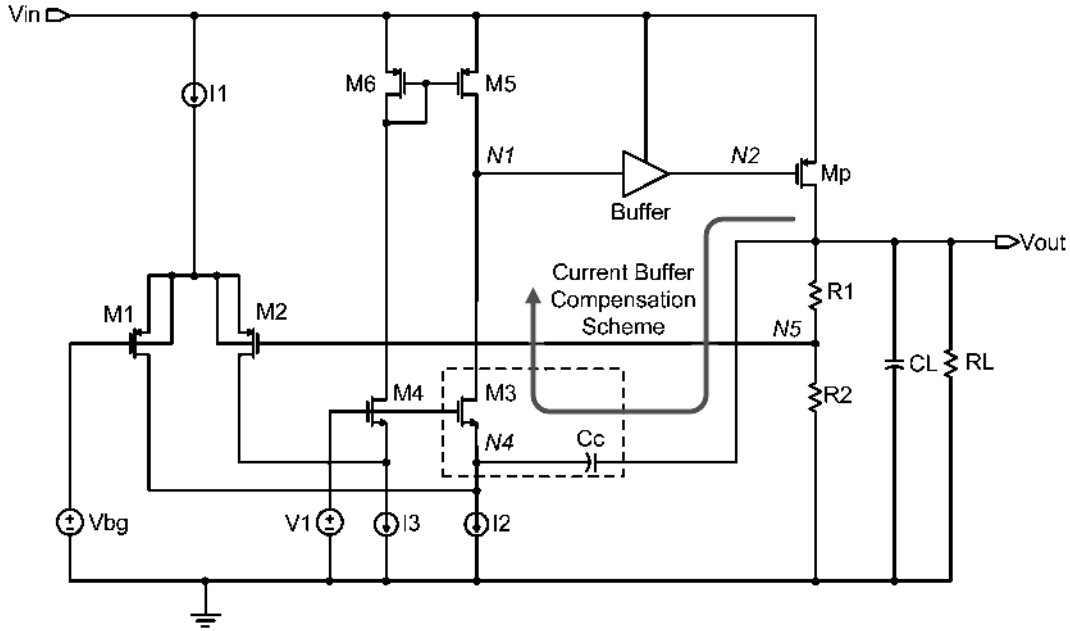 Vin
M6
M5
I1
N1
N2
Mp
Buffer
Vout
Current Buffer
Compensation
Scheme
R1
M1
M2
N5
CL
RL
M4
M3
R2
N4
Cc
Vbg
V1
I3
I2